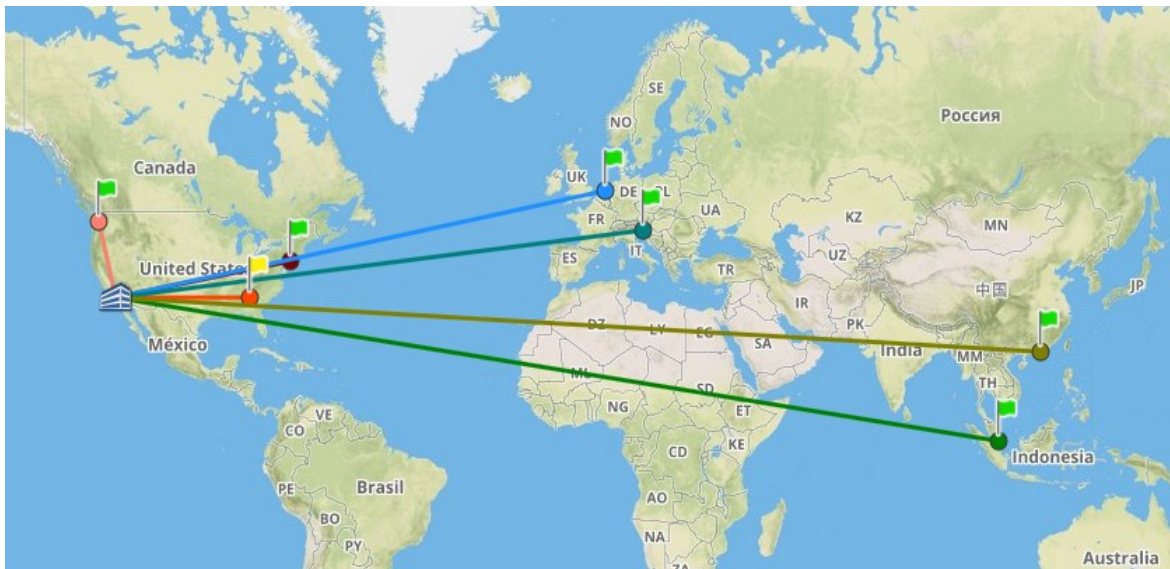 SE
NO
Россия
Canada
UK
DE
PL
UA
KZ
MN
FR
United State
ES
IT
TR
UZ
中国
JP
México
DZ
LY
EG
SA
IR
PK
India
MM
TH
ML
SD
NG
ET
VE
CO
CD
KE
Indonesia
PE
Brasil
AO
BO
NA
PY
ZA
Australia